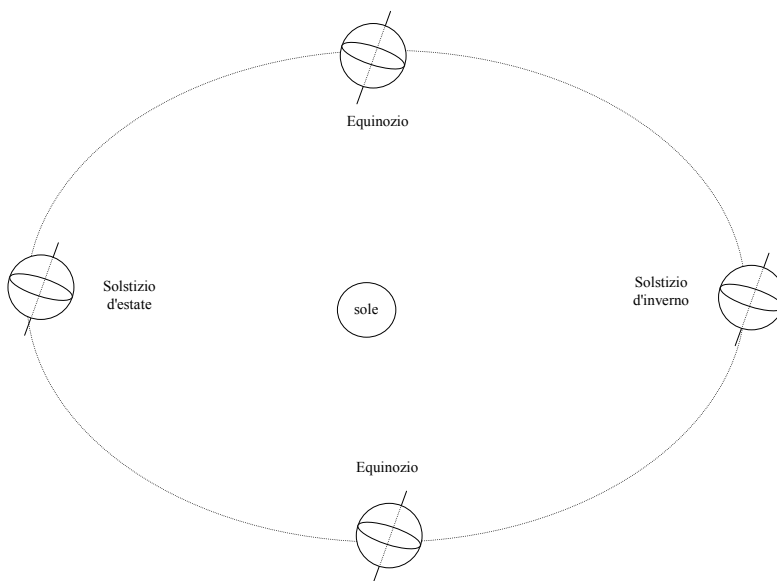 Equinozio
Solstizio
d'estate
sole
Solstizio
d'inverno
Equinozio